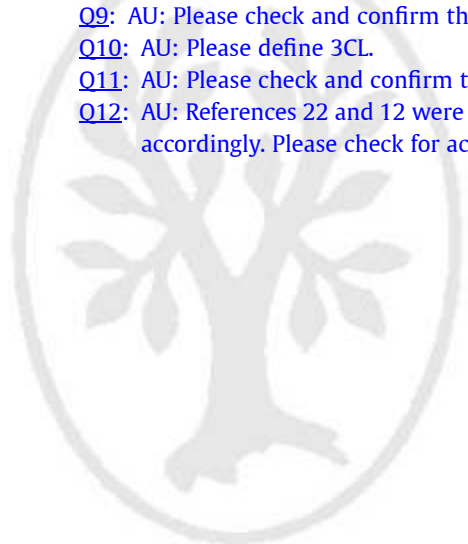 Q9: AU: Please check and confirm th
Q10: AU: Please define 3CL.
Q11: AU: Please check and confirm t
Q12: AU: References 22 and 12 were
accordingly. Please check for ac